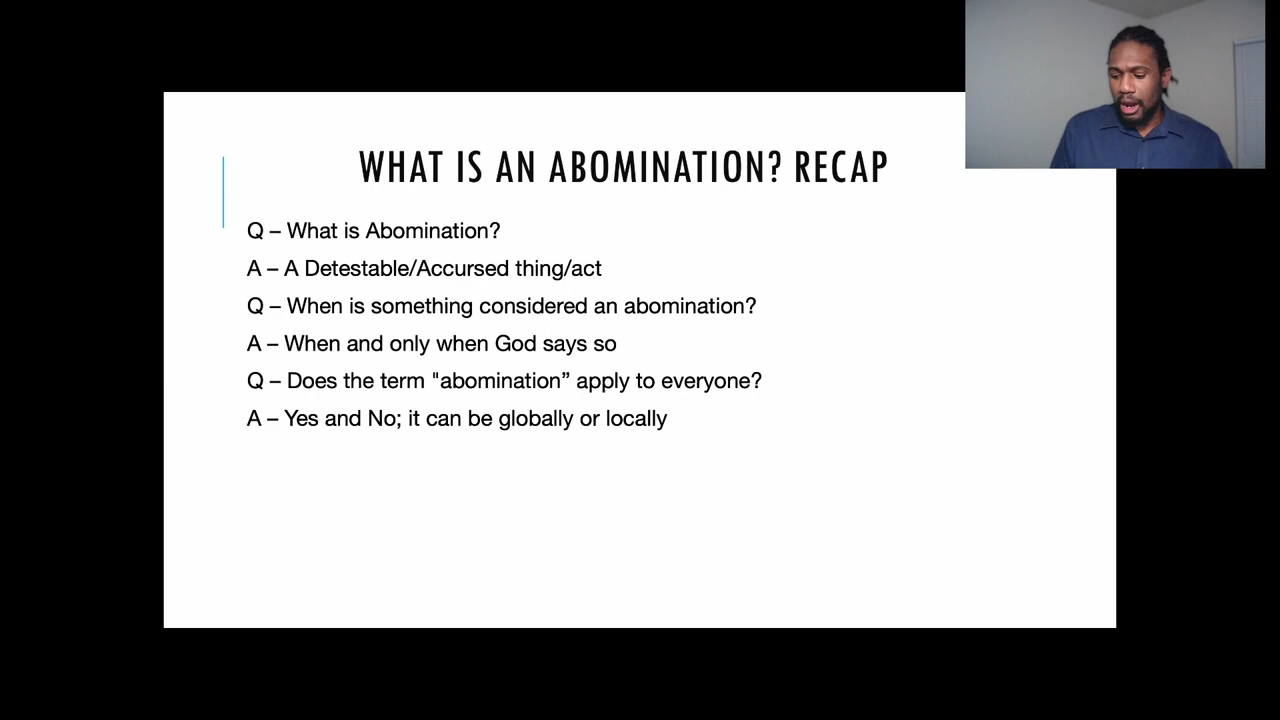 WHAT IS AN ABOMINATION? RECAP
Q – What is Abomination?
A – A Detestable/Accursed thing/act
Q – When is something considered an abomination?
A – When and only when God says so
Q – Does the term "abomination” apply to everyone?
A – Yes and No; it can be globally or locally